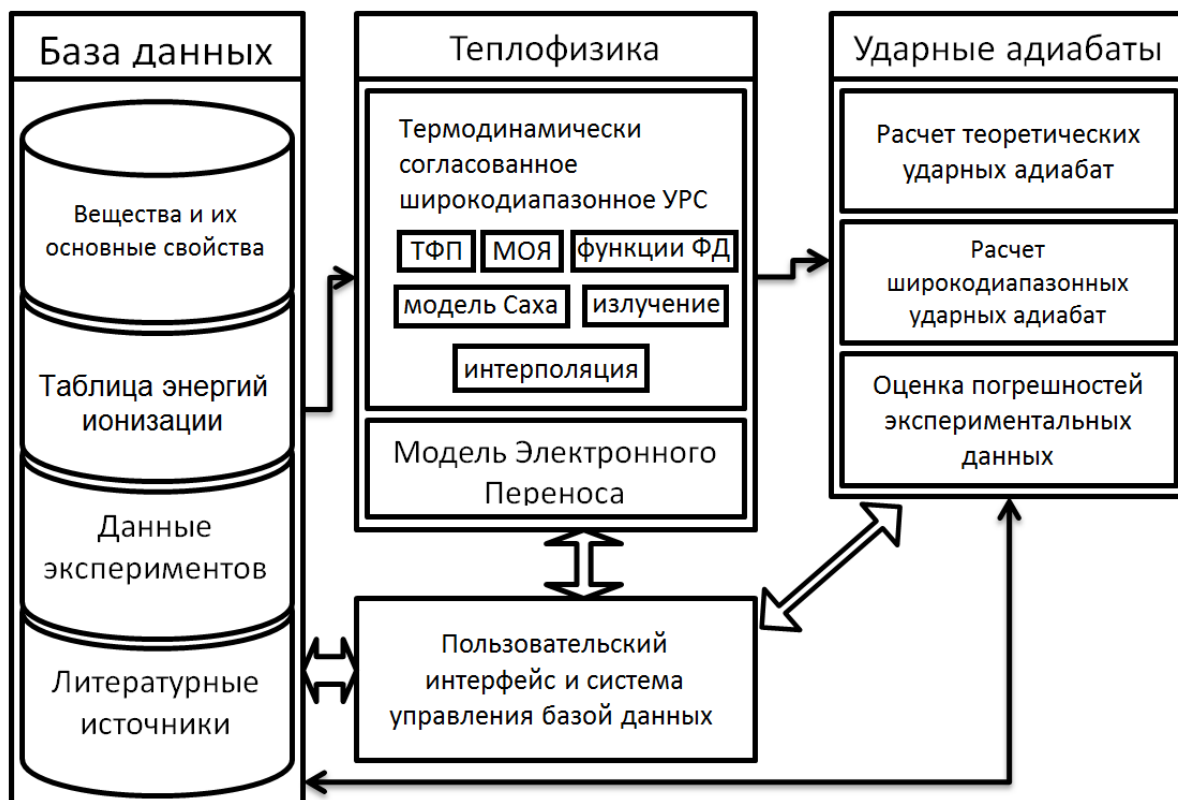 База данных
Вещества и их
основные свойства
Таблица энергий
ионизации
Данные
экспериментов
Литературные
источники
Теплофизика
Термодинамически
согласованное
широкодиапазонное УРС
ТФП
МОЯ
функции ФД
модель Саха
излучение
интерполяция
Модель Электронного
Переноса
Пользовательский
интерфейс и система
управления базой данных
Ударные адиабаты
Расчет теоретических
ударных адиабат
Расчет
широкодиапазонных
ударных адиабат
Оценка погрешностей
экспериментальных
данных